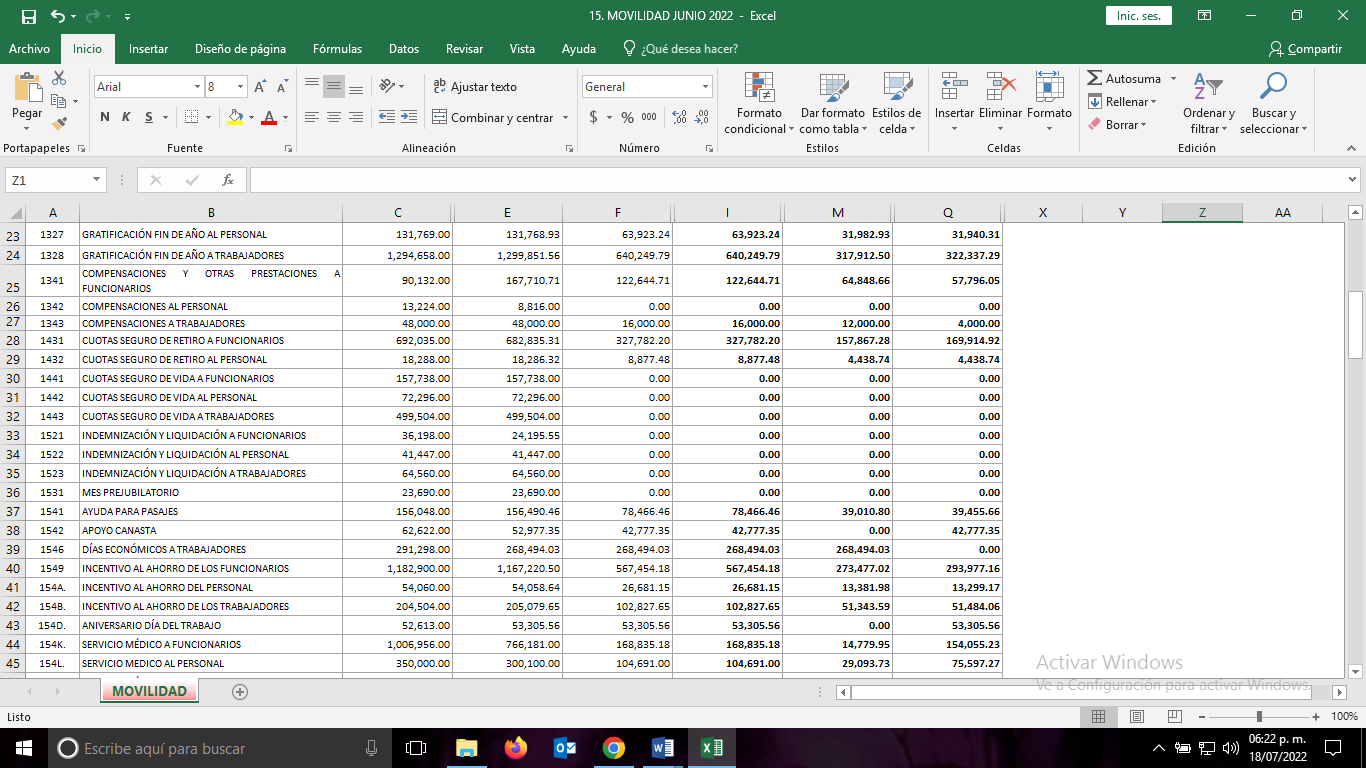 15. MOVILIDAD JUNIO 2022 - Excel
Inic. ses.
Archivo Inicio Insertar Diseño de página Fórmulas Datos Revisar Vista Ayuda ¿Qué desea hacer? Compartir
Pegar
Portapapeles
Arial 8
N K S
Fuente
Ajustar texto
Combinar y centrar
Alineación
General
$ % 000
Número
Formato condicional
Dar formato como tabla
Estilos de celda
Estilos
Insertar Eliminar Formato
Celdas
Autosuma
Rellenar
Borrar
Ordenar y filtrar
Buscar y seleccionar
Edición
Z1 fx
A B C E F I M Q X Y Z AA
23 1327 GRATIFICACIÓN FIN DE AÑO AL PERSONAL 131,769.00 131,768.93 63,923.24 63,923.24 31,982.93 31,940.31
24 1328 GRATIFICACIÓN FIN DE AÑO A TRABAJADORES 1,294,658.00 1,299,851.56 640,249.79 640,249.79 317,912.50 322,337.29
25 1341 COMPENSACIONES Y OTRAS PRESTACIONES A FUNCIONARIOS 90,132.00 167,710.71 122,644.71 122,644.71 64,848.66 57,796.05
26 1342 COMPENSACIONES AL PERSONAL 13,224.00 8,816.00 0.00 0.00 0.00 0.00
27 1343 COMPENSACIONES A TRABAJADORES 48,000.00 48,000.00 16,000.00 16,000.00 12,000.00 4,000.00
28 1431 CUOTAS SEGURO DE RETIRO A FUNCIONARIOS 692,035.00 682,835.31 327,782.20 327,782.20 157,867.28 169,914.92
29 1432 CUOTAS SEGURO DE RETIRO AL PERSONAL 18,288.00 18,286.32 8,877.48 8,877.48 4,438.74 4,438.74
30 1441 CUOTAS SEGURO DE VIDA A FUNCIONARIOS 157,738.00 157,738.00 0.00 0.00 0.00 0.00
31 1442 CUOTAS SEGURO DE VIDA AL PERSONAL 72,296.00 72,296.00 0.00 0.00 0.00 0.00
32 1443 CUOTAS SEGURO DE VIDA A TRABAJADORES 499,504.00 499,504.00 0.00 0.00 0.00 0.00
33 1521 INDEMNIZACIÓN Y LIQUIDACIÓN A FUNCIONARIOS 36,198.00 24,195.55 0.00 0.00 0.00 0.00
34 1522 INDEMNIZACIÓN Y LIQUIDACIÓN AL PERSONAL 41,447.00 41,447.00 0.00 0.00 0.00 0.00
35 1523 INDEMNIZACIÓN Y LIQUIDACIÓN A TRABAJADORES 64,560.00 64,560.00 0.00 0.00 0.00 0.00
36 1531 MES PREJUBILATORIO 23,690.00 23,690.00 0.00 0.00 0.00 0.00
37 1541 AYUDA PARA PASAJES 156,048.00 156,490.46 78,466.46 78,466.46 39,010.80 39,455.66
38 1542 APOYO CANASTA 62,622.00 52,977.35 42,777.35 42,777.35 0.00 42,777.35
39 1546 DÍAS ECONÓMICOS A TRABAJADORES 291,298.00 268,494.03 268,494.03 268,494.03 268,494.03 0.00
40 1549 INCENTIVO AL AHORRO DE LOS FUNCIONARIOS 1,182,900.00 1,167,220.50 567,454.18 567,454.18 273,477.02 293,977.16
41 154A. INCENTIVO AL AHORRO DEL PERSONAL 54,060.00 54,058.64 26,681.15 26,681.15 13,381.98 13,299.17
42 154B. INCENTIVO AL AHORRO DE LOS TRABAJADORES 204,504.00 205,079.65 102,827.65 102,827.65 51,343.59 51,484.06
43 154D. ANIVERSARIO DÍA DEL TRABAJO 52,613.00 53,305.56 53,305.56 53,305.56 0.00 53,305.56
44 154K. SERVICIO MÉDICO A FUNCIONARIOS 1,006,956.00 766,181.00 168,835.18 168,835.18 14,779.95 154,055.23
45 154L. SERVICIO MEDICO AL PERSONAL 350,000.00 300,100.00 104,691.00 104,691.00 29,093.73 75,597.27
Activar Windows
Ve a Configuración para activar Windows.
MOVILIDAD
Listo 100%
Escribe aquí para buscar
06:22 p. m.
18/07/2022